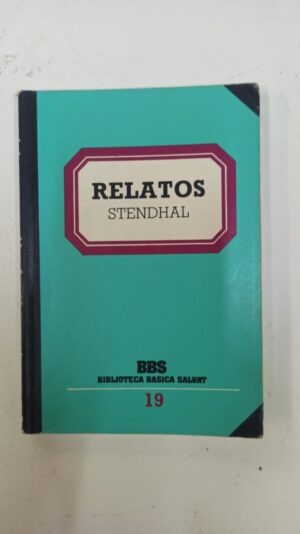 RELATOS
STENDHAL
BBS
BIBLIOTECA BASICA SALVAT
19